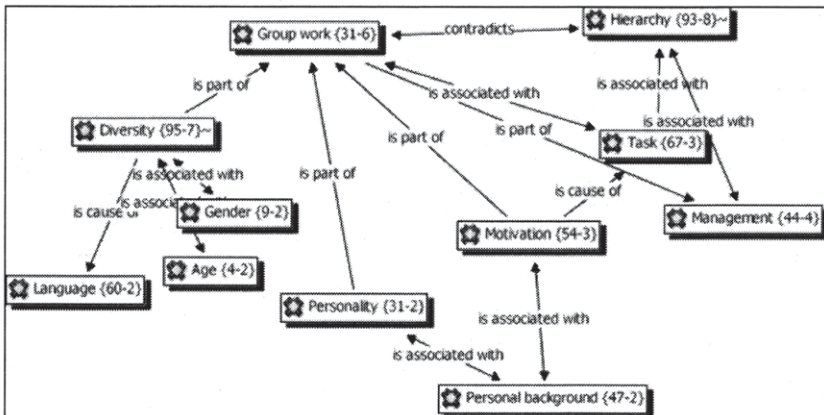 Group work {31-6}
contradicts
Hierarchy {93-8}~
is part of
is associated with
is associated with
Diversity {95-7}~
is associated with
is part of
Task {67-3}
is part of
is associated with
is cause of
is cause of
is associated with
Gender {9-2}
Management {44-4}
Motivation {54-3}
Age {4-2}
Language {60-2}
Personality {31-2}
is associated with
is associated with
Personal background {47-2}